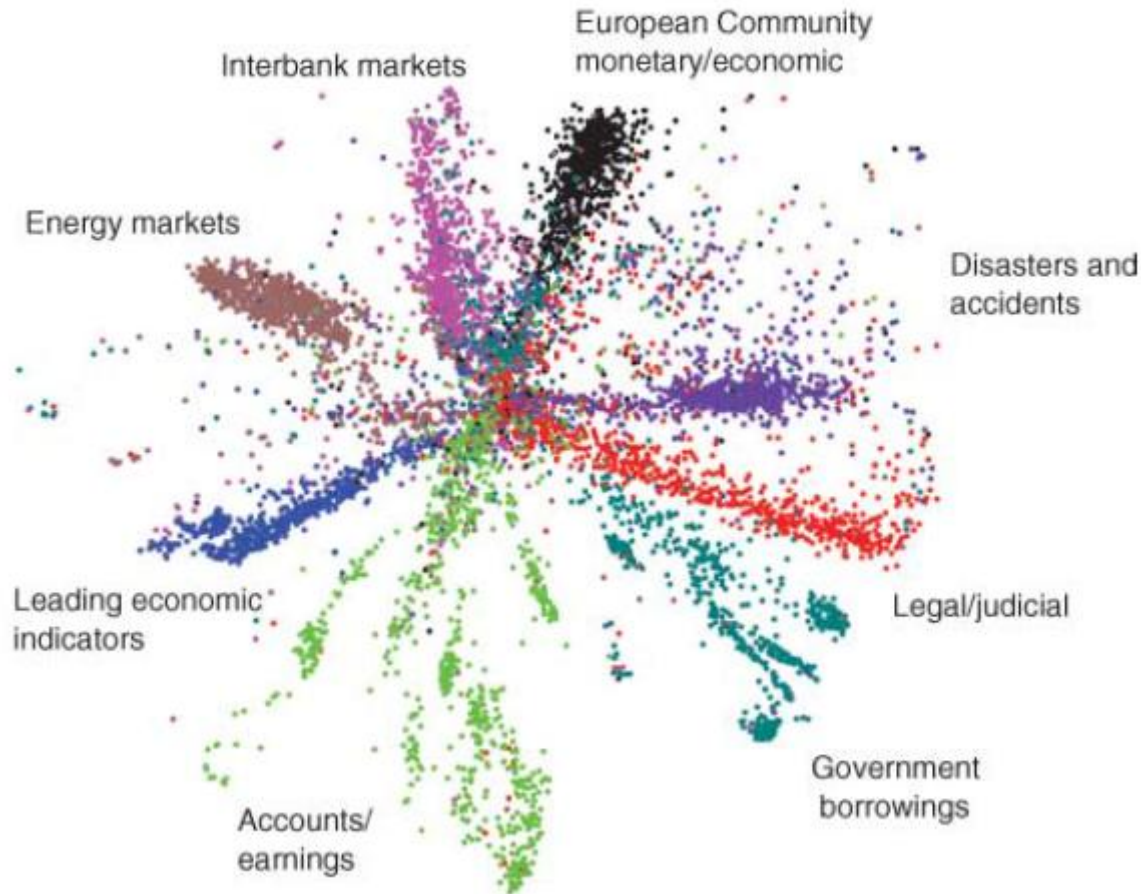 European Community
monetary/economic
Interbank markets
Energy markets
Disasters and
accidents
Leading economic
indicators
Legal/judicial
Government
borrowings
Accounts/
earnings